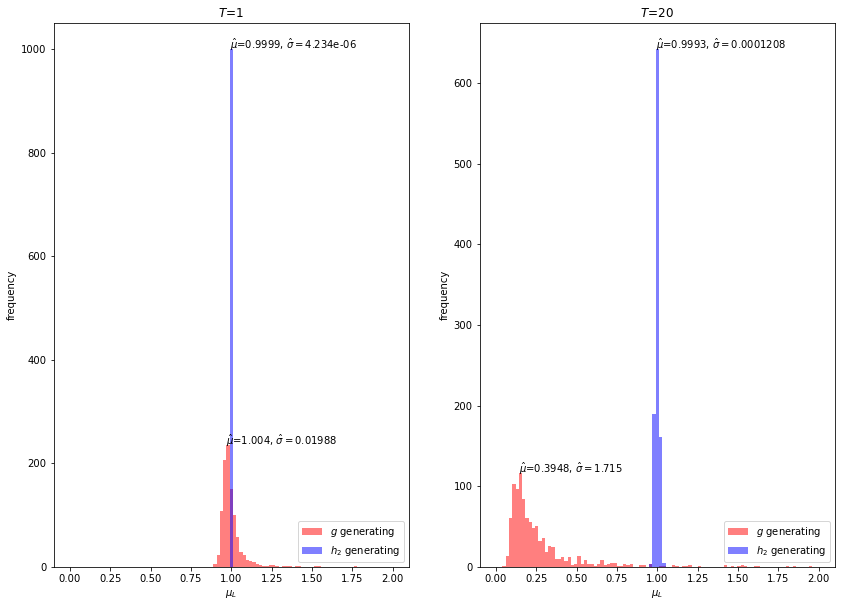 T=1
μ̂=0.9999, σ̂ = 4.234e-06
μ̂=1.004, σ̂ = 0.01988
frequency
1000
800
600
400
200
0
0.00 0.25 0.50 0.75 1.00 1.25 1.50 1.75 2.00
μ_L
g generating
h₂ generating
T=20
μ̂=0.9993, σ̂ = 0.0001208
μ̂=0.3948, σ̂ = 1.715
frequency
600
500
400
300
200
100
0
0.00 0.25 0.50 0.75 1.00 1.25 1.50 1.75 2.00
μ_L
g generating
h₂ generating